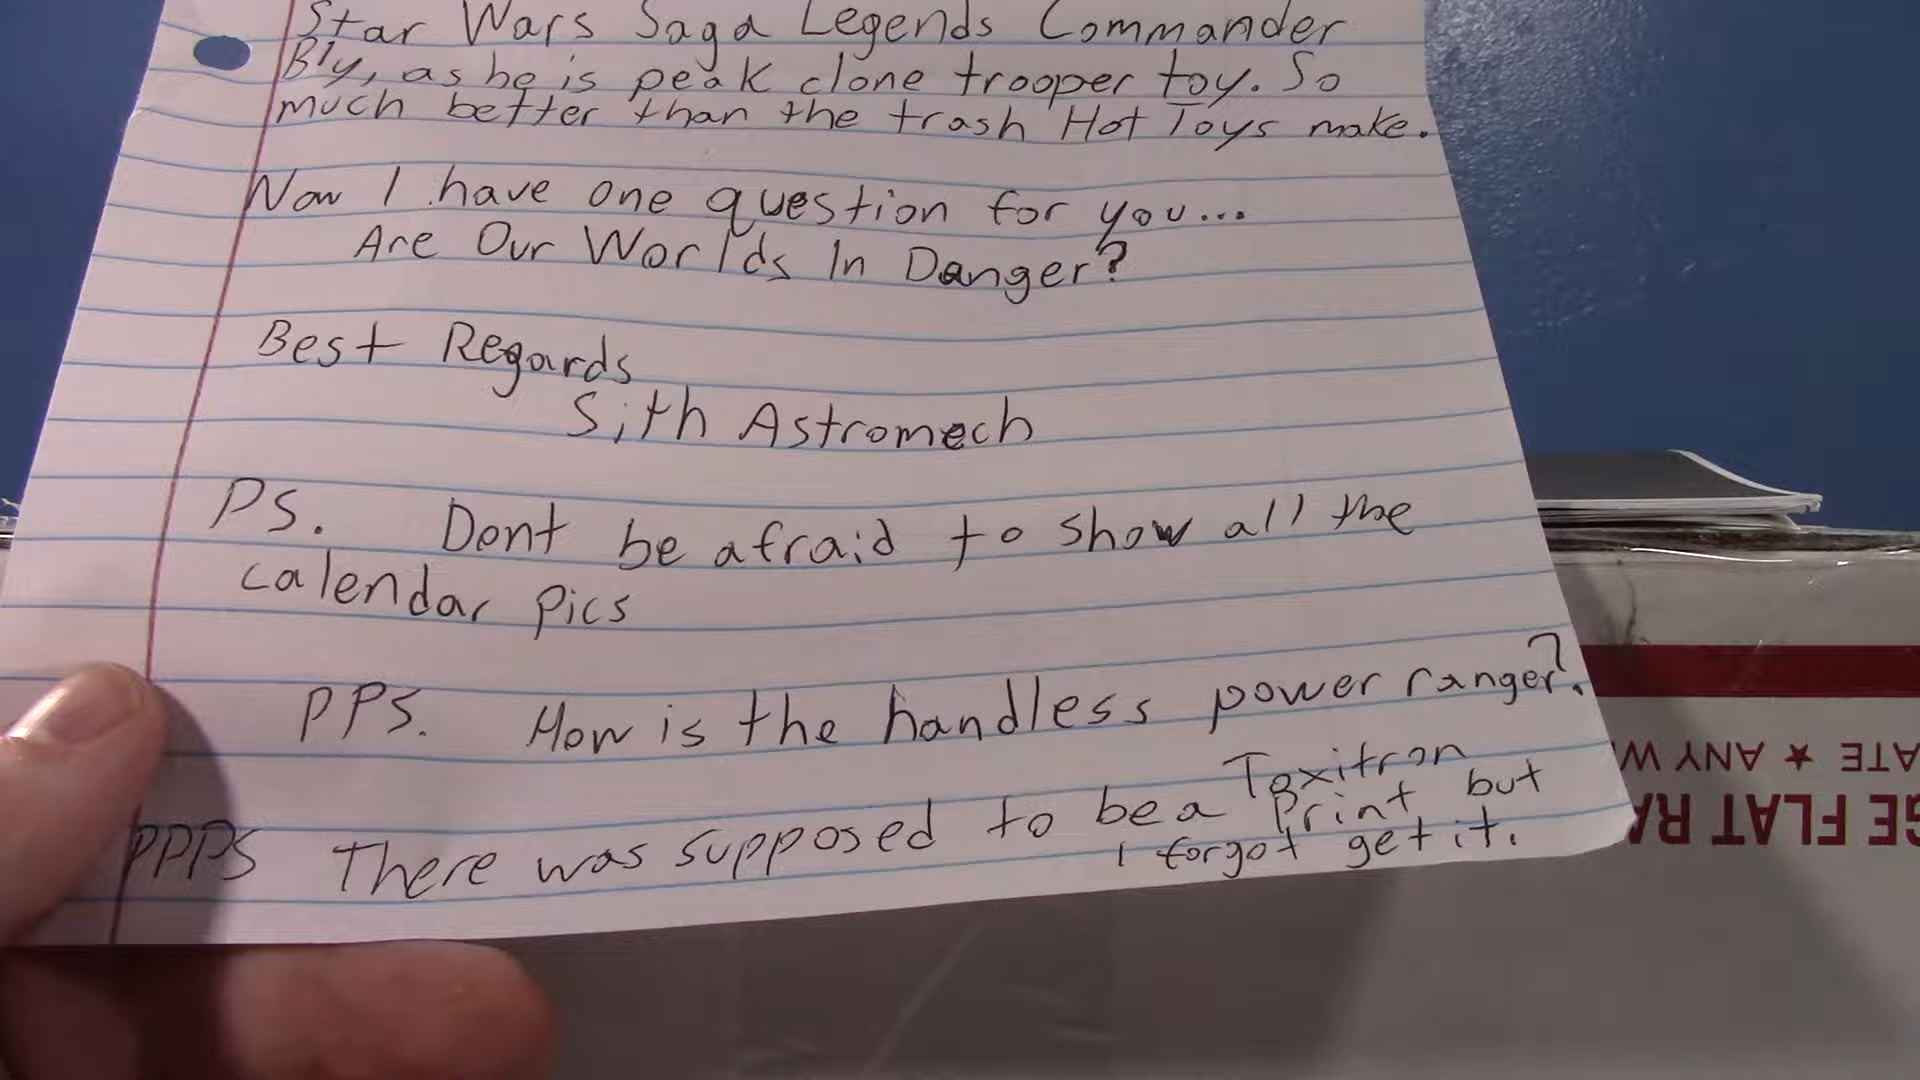 Star Wars Saga Legends Commander
Bly, as he is peak clone trooper toy. So
much better than the trash Hot Toys make.
Now I have one question for you...
Are Our Worlds In Danger?
Best Regards
Sith Astromech
PS. Dont be afraid to show all the
calendar pics
PPS. How is the handless power ranger?
PPPS There was supposed to be a Toxitron
Print but
I forgot get it.
ATE ★ ANY W
GE FLAT RA